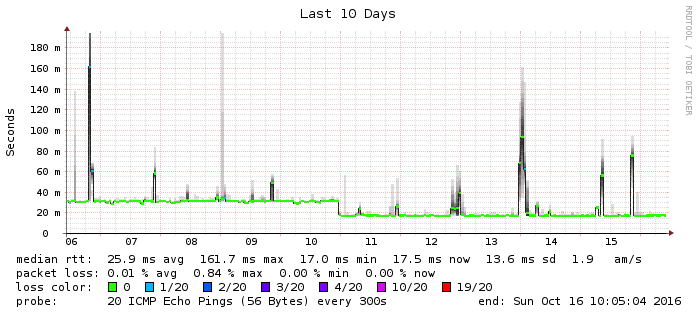 Last 10 Days
RRDTOOL / TOBI OETIKER
Seconds
180 m
160 m
140 m
120 m
100 m
80 m
60 m
40 m
20 m
0
06 07 08 09 10 11 12 13 14 15
median rtt: 25.9 ms avg 161.7 ms max 17.0 ms min 17.5 ms now 13.6 ms sd 1.9 am/s
packet loss: 0.01 % avg 0.84 % max 0.00 % min 0.00 % now
loss color: 0 1/20 2/20 3/20 4/20 10/20 19/20
probe: 20 ICMP Echo Pings (56 Bytes) every 300s end: Sun Oct 16 10:05:04 2016